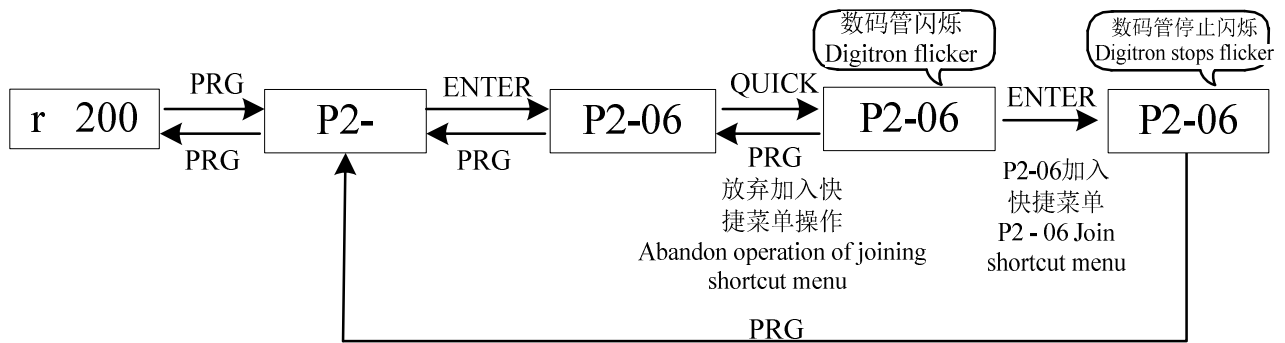 数码管闪烁
Digitron flicker
数码管停止闪烁
Digitron stops flicker
PRG
ENTER
QUICK
ENTER
r 200
P2-
P2-06
P2-06
P2-06
PRG
PRG
PRG
放弃加入快
捷菜单操作
Abandon operation of joining
shortcut menu
P2-06加入
快捷菜单
P2 - 06 Join
shortcut menu
PRG